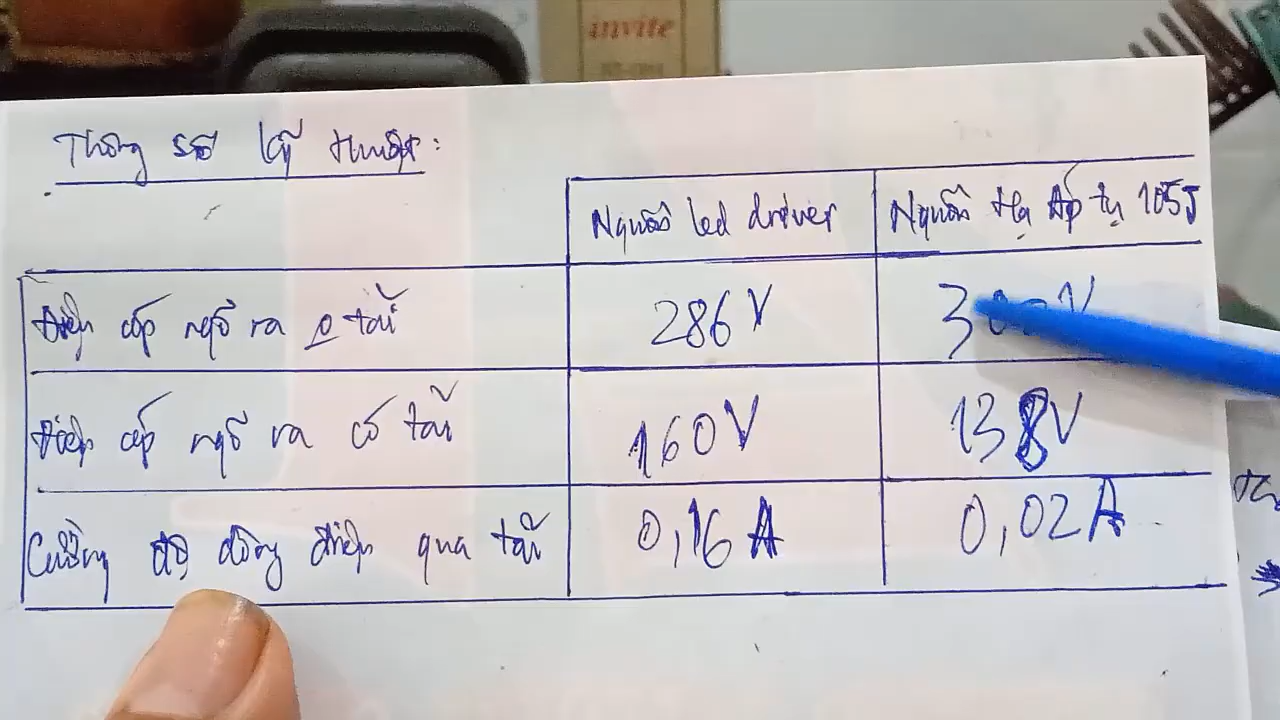 invite
Thông số kỹ thuật:
Nguồn led driver
Nguồn Hạ Áp tụ 105J
Điện áp ngõ ra 0 tải
286V
Điện áp ngõ ra có tải
160V
138V
Cường độ dòng điện qua tải
0,16A
0,02A